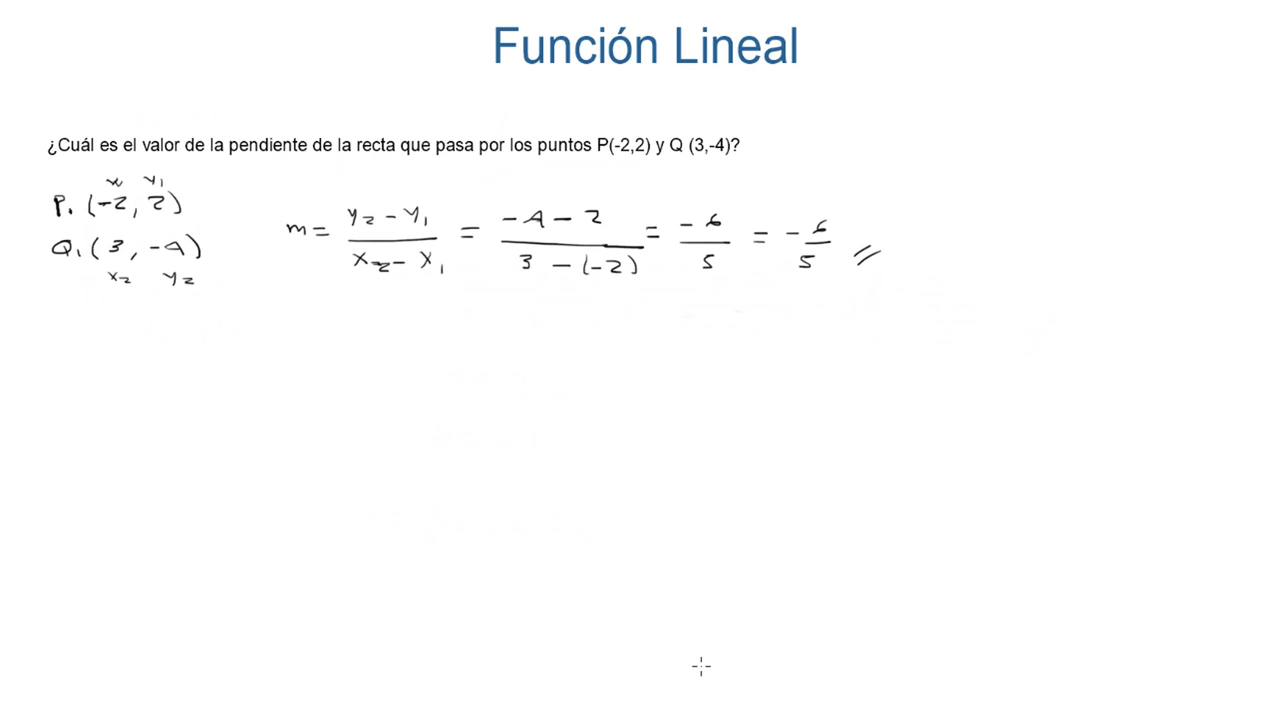 Función Lineal
¿Cuál es el valor de la pendiente de la recta que pasa por los puntos P(-2,2) y Q (3,-4)?
x y1
P. (-2, 2)
Q. (3, -4)
x2 y2
m = y2 - y1 / x2 - x1 = -4 - 2 / 3 - (-2) = -6 / 5 = - 6 / 5 //